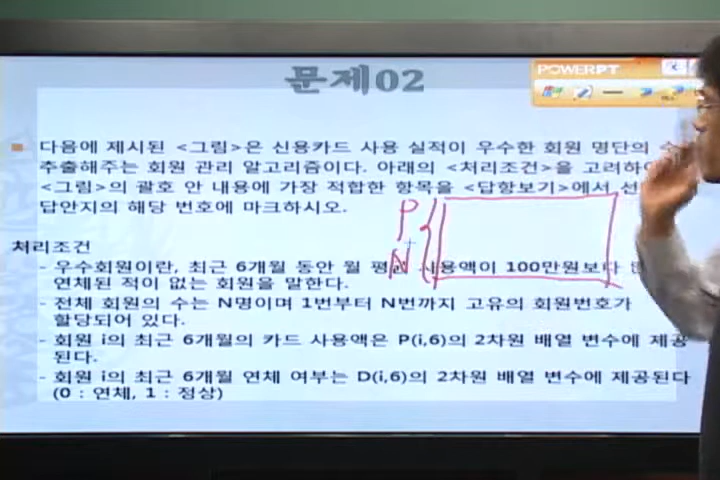 문제02
POWERPT
다음에 제시된 <그림>은 신용카드 사용 실적이 우수한 회원 명단의 수
추출해주는 회원 관리 알고리즘이다. 아래의 <처리조건>을 고려하여
<그림>의 괄호 안 내용에 가장 적합한 항목을 <답항보기>에서 선
답안지의 해당 번호에 마크하시오.
P
N
처리조건
- 우수회원이란, 최근 6개월 동안 월 평균 사용액이 100만원보다
연체된 적이 없는 회원을 말한다.
- 전체 회원의 수는 N명이며 1번부터 N번까지 고유의 회원번호가
할당되어 있다.
- 회원 i의 최근 6개월의 카드 사용액은 P(i,6)의 2차원 배열 변수에 제공
된다.
- 회원 i의 최근 6개월 연체 여부는 D(i,6)의 2차원 배열 변수에 제공된다
(0 : 연체, 1 : 정상)